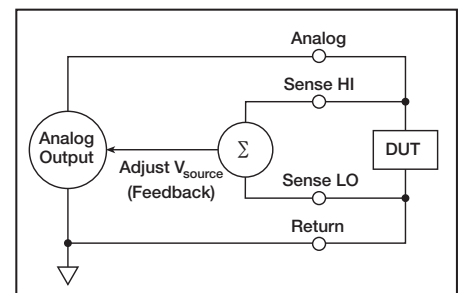 Analog
Sense HI
Analog
Output
Adjust Vsource
(Feedback)
Σ
DUT
Sense LO
Return